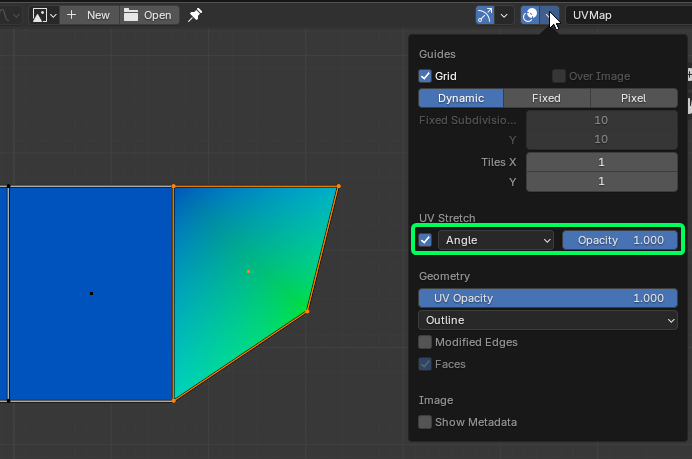 New Open UVMap
Guides
Grid Over Image
Dynamic Fixed Pixel
Fixed Subdivisio... 10
Y 10
Tiles X 1
Y 1
UV Stretch
Angle Opacity 1.000
Geometry
UV Opacity 1.000
Outline
Modified Edges
Faces
Image
Show Metadata